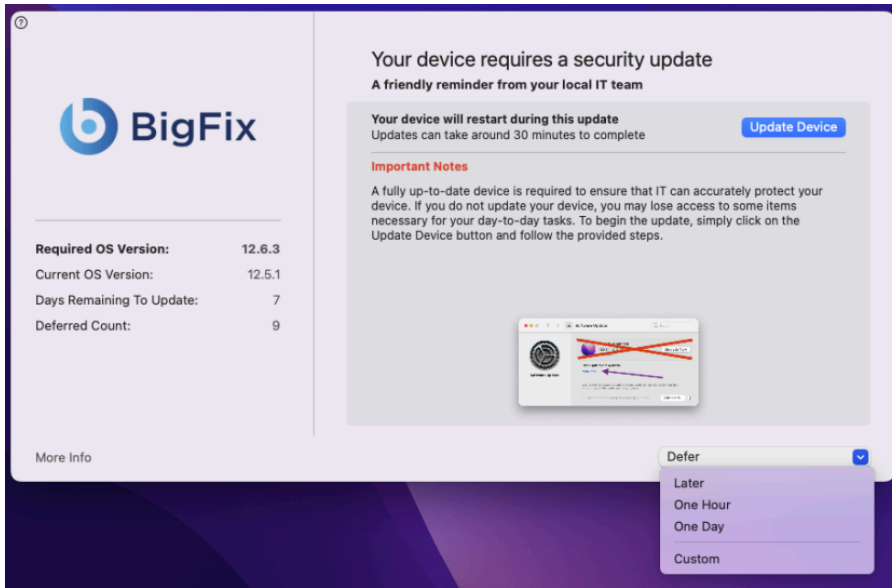 ?
Your device requires a security update
A friendly reminder from your local IT team
BigFix
Your device will restart during this update
Updates can take around 30 minutes to complete
Update Device
Important Notes
A fully up-to-date device is required to ensure that IT can accurately protect your
device. If you do not update your device, you may lose access to some items
necessary for your day-to-day tasks. To begin the update, simply click on the
Update Device button and follow the provided steps.
Required OS Version: 12.6.3
Current OS Version: 12.5.1
Days Remaining To Update: 7
Deferred Count: 9
Software Update
More Info
Defer
Later
One Hour
One Day
Custom